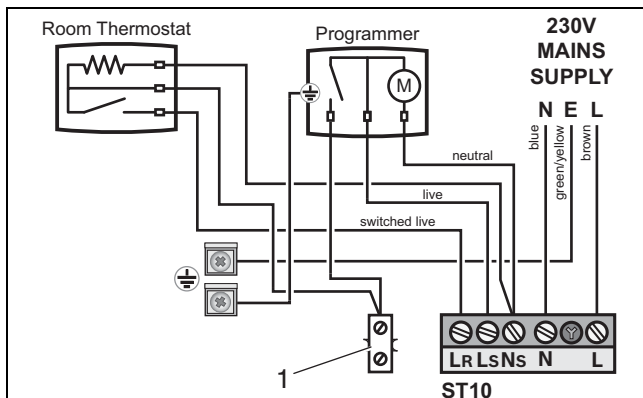 Room Thermostat
Programmer
M
230V
MAINS
SUPPLY
N E L
blue
green/yellow
brown
neutral
live
switched live
1
LR LS NS N L
ST10